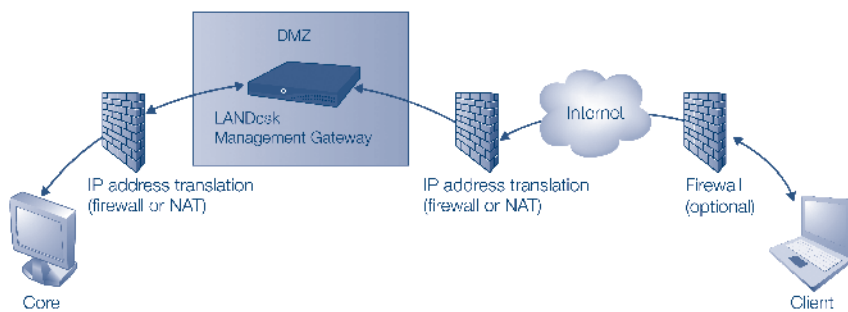 DMZ
LANDesk
Management Gateway
Internet
IP address translation
(firewall or NAT)
IP address translation
(firewall or NAT)
Firewall
(optional)
Core
Client